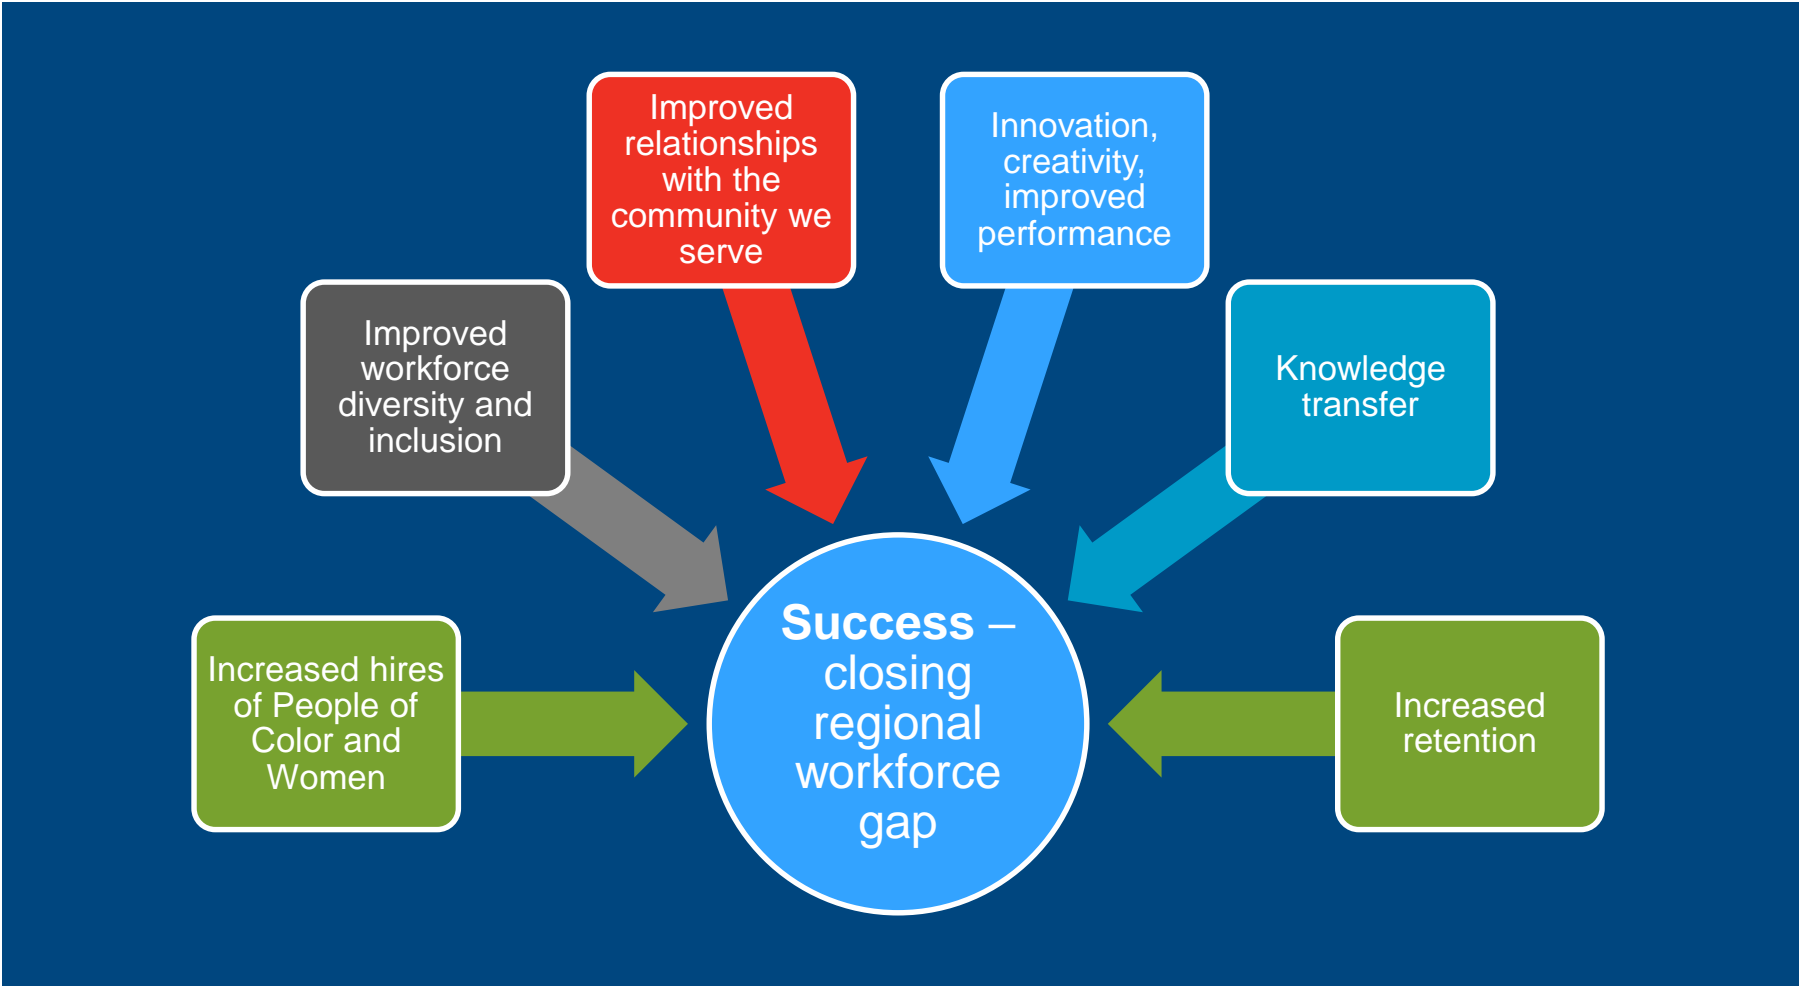 Improved
relationships
with the
community we
serve
Innovation,
creativity,
improved
performance
Improved
workforce
diversity and
inclusion
Knowledge
transfer
Increased hires
of People of
Color and
Women
Success –
closing
regional
workforce
gap
Increased
retention